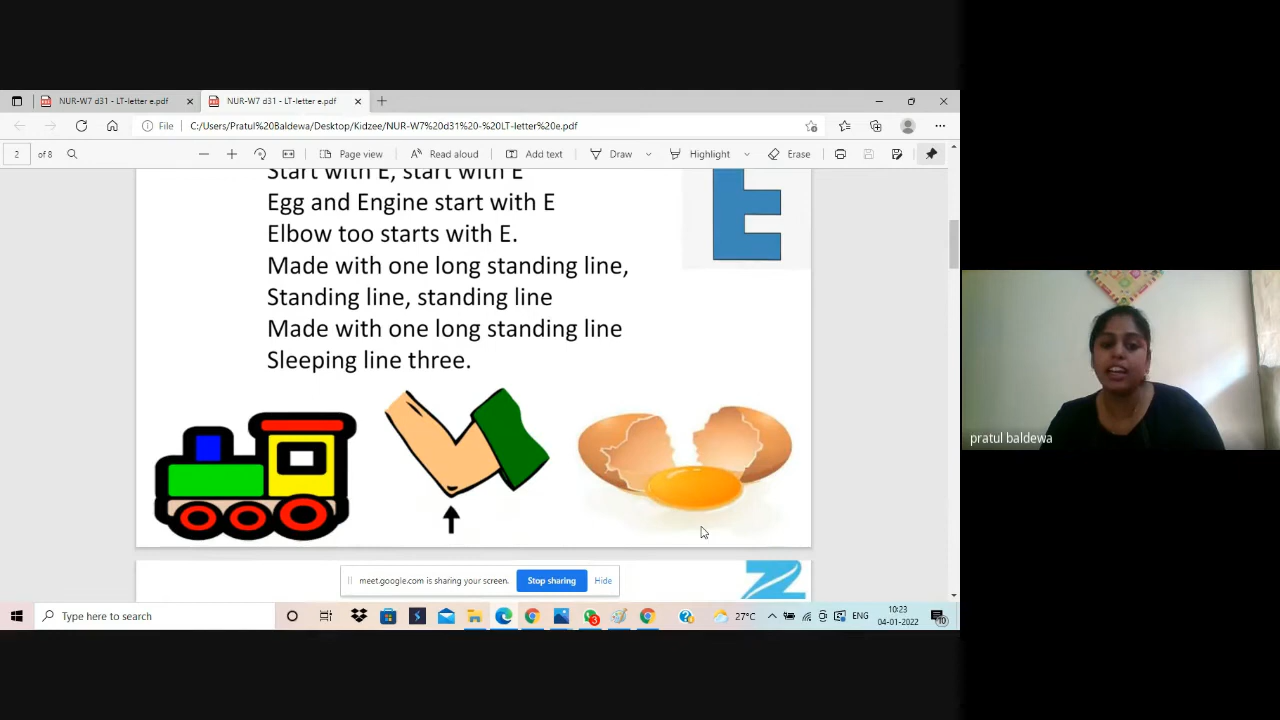 NUR-W7 d31 - LT-letter e.pdf
NUR-W7 d31 - LT-letter e.pdf
File
C:/Users/Pratul%20Baldewa/Desktop/Kidzee/NUR-W7%20d31%20-%20LT-letter%20e.pdf
2 of 8
Page view
Read aloud
Add text
Draw
Highlight
Erase
Start with E, start with E
Egg and Engine start with E
Elbow too starts with E.
Made with one long standing line,
Standing line, standing line
Made with one long standing line
Sleeping line three.
E
pratul baldewa
meet.google.com is sharing your screen.
Stop sharing
Hide
Type here to search
3
27°C
ENG
10:23
04-01-2022
10